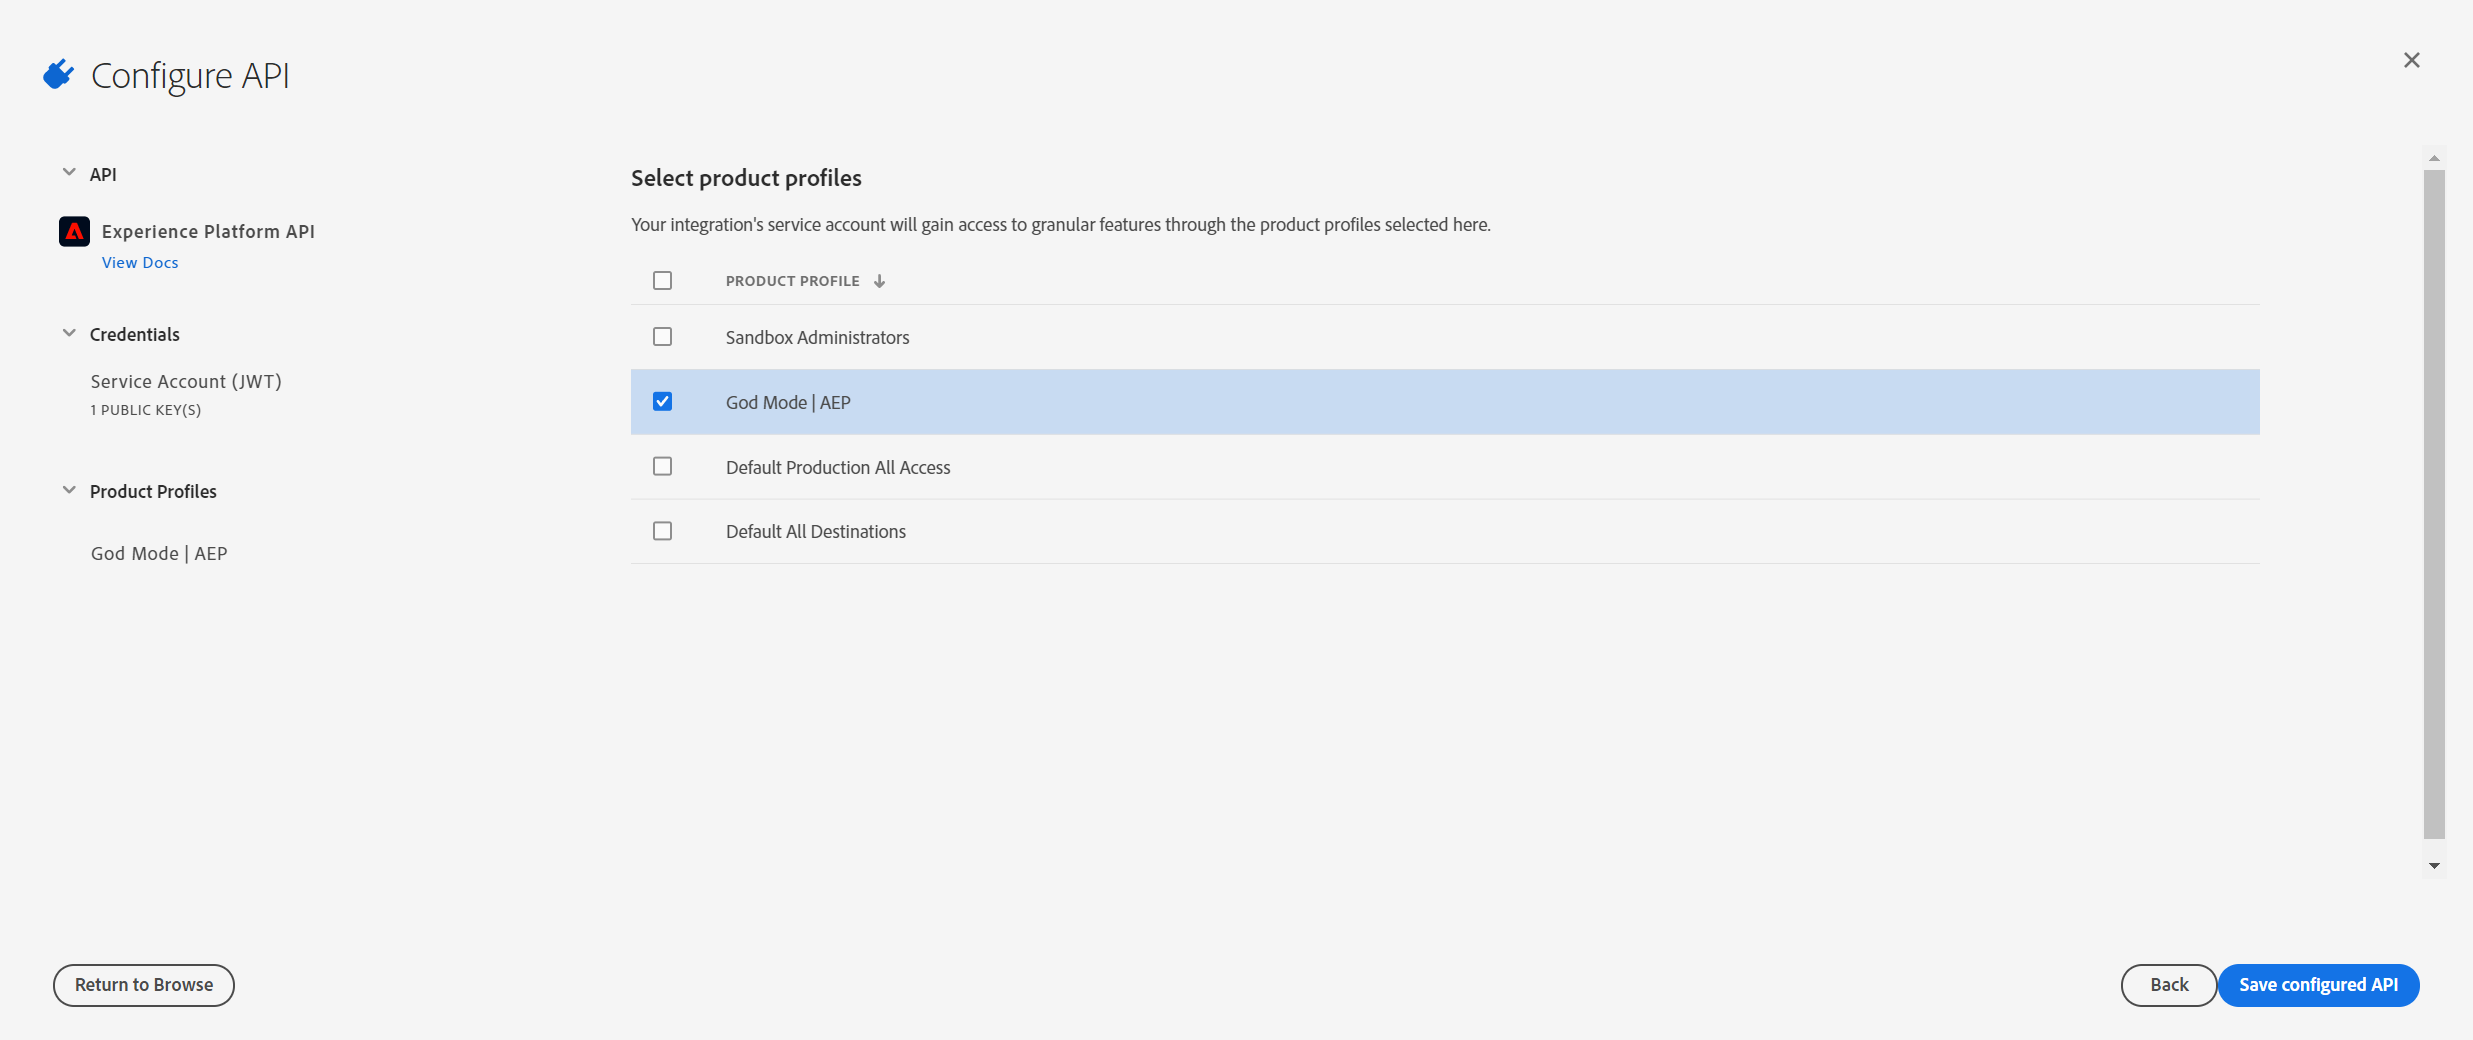 Configure API
API
Experience Platform API
View Docs
Credentials
Service Account (JWT)
1 PUBLIC KEY(S)
Product Profiles
God Mode | AEP
Select product profiles
Your integration's service account will gain access to granular features through the product profiles selected here.
PRODUCT PROFILE
Sandbox Administrators
God Mode | AEP
Default Production All Access
Default All Destinations
Return to Browse
Back
Save configured API